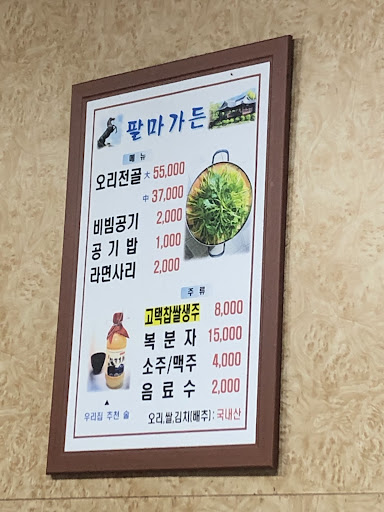 팔마가든
메뉴
오리전골 大 55,000
中 37,000
비빔공기 2,000
공기밥 1,000
라면사리 2,000
주류
고택찹쌀생주 8,000
복분자 15,000
소주/맥주 4,000
음료수 2,000
우리집 추천 술
오리,쌀,김치(배추) : 국내산